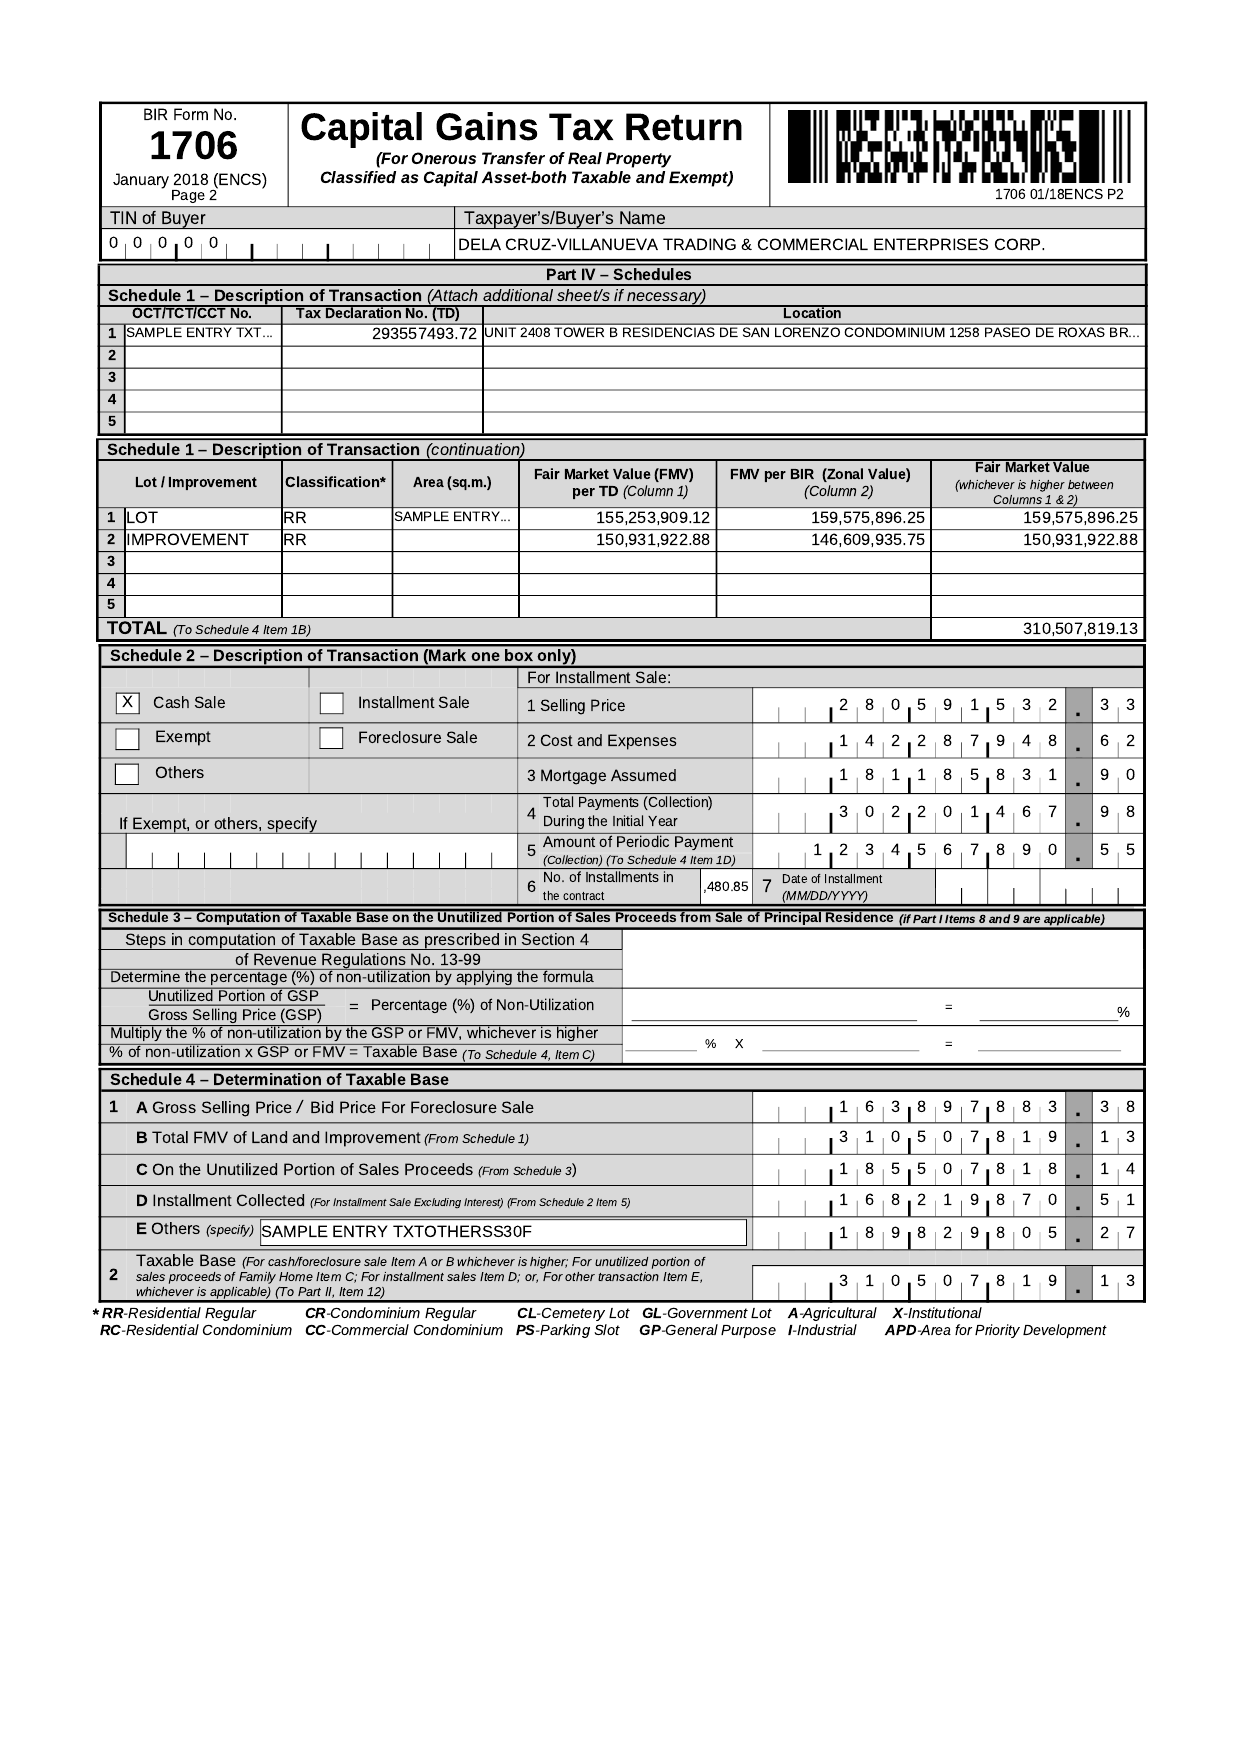 BIR Form No.
1706
January 2018 (ENCS)
Page 2
Capital Gains Tax Return
(For Onerous Transfer of Real Property
Classified as Capital Asset-both Taxable and Exempt)
1706 01/18ENCS P2
TIN of Buyer Taxpayer's/Buyer's Name
0 0 0 0 0 DELA CRUZ-VILLANUEVA TRADING & COMMERCIAL ENTERPRISES CORP.
Part IV – Schedules
Schedule 1 – Description of Transaction (Attach additional sheet/s if necessary)
OCT/TCT/CCT No. Tax Declaration No. (TD) Location
1 SAMPLE ENTRY TXT... 293557493.72 UNIT 2408 TOWER B RESIDENCIAS DE SAN LORENZO CONDOMINIUM 1258 PASEO DE ROXAS BR...
2
3
4
5
Schedule 1 – Description of Transaction (continuation)
Lot / Improvement Classification* Area (sq.m.) Fair Market Value (FMV) per TD (Column 1) FMV per BIR (Zonal Value) (Column 2) Fair Market Value (whichever is higher between Columns 1 & 2)
1 LOT RR SAMPLE ENTRY... 155,253,909.12 159,575,896.25 159,575,896.25
2 IMPROVEMENT RR 150,931,922.88 146,609,935.75 150,931,922.88
3
4
5
TOTAL (To Schedule 4 Item 1B) 310,507,819.13
Schedule 2 – Description of Transaction (Mark one box only)
For Installment Sale:
X Cash Sale Installment Sale 1 Selling Price 2 8 0 5 9 1 5 3 2 . 3 3
Exempt Foreclosure Sale 2 Cost and Expenses 1 4 2 2 8 7 9 4 8 . 6 2
Others 3 Mortgage Assumed 1 8 1 1 8 5 8 3 1 . 9 0
If Exempt, or others, specify 4 Total Payments (Collection) During the Initial Year 3 0 2 2 0 1 4 6 7 . 9 8
5 Amount of Periodic Payment (Collection) (To Schedule 4 Item 1D) 1 2 3 4 5 6 7 8 9 0 . 5 5
6 No. of Installments in the contract ,480.85 7 Date of Installment (MM/DD/YYYY)
Schedule 3 – Computation of Taxable Base on the Unutilized Portion of Sales Proceeds from Sale of Principal Residence (if Part I Items 8 and 9 are applicable)
Steps in computation of Taxable Base as prescribed in Section 4
of Revenue Regulations No. 13-99
Determine the percentage (%) of non-utilization by applying the formula
Unutilized Portion of GSP
Gross Selling Price (GSP) = Percentage (%) of Non-Utilization = %
Multiply the % of non-utilization by the GSP or FMV, whichever is higher
% of non-utilization x GSP or FMV = Taxable Base (To Schedule 4, Item C) % X =
Schedule 4 – Determination of Taxable Base
1 A Gross Selling Price / Bid Price For Foreclosure Sale 1 6 3 8 9 7 8 8 3 . 3 8
B Total FMV of Land and Improvement (From Schedule 1) 3 1 0 5 0 7 8 1 9 . 1 3
C On the Unutilized Portion of Sales Proceeds (From Schedule 3) 1 8 5 5 0 7 8 1 8 . 1 4
D Installment Collected (For Installment Sale Excluding Interest) (From Schedule 2 Item 5) 1 6 8 2 1 9 8 7 0 . 5 1
E Others (specify) SAMPLE ENTRY TXTOTHERSS30F 1 8 9 8 2 9 8 0 5 . 2 7
2 Taxable Base (For cash/foreclosure sale Item A or B whichever is higher; For unutilized portion of
sales proceeds of Family Home Item C; For installment sales Item D; or, For other transaction Item E,
whichever is applicable) (To Part II, Item 12) 3 1 0 5 0 7 8 1 9 . 1 3
* RR-Residential Regular CR-Condominium Regular CL-Cemetery Lot GL-Government Lot A-Agricultural X-Institutional
RC-Residential Condominium CC-Commercial Condominium PS-Parking Slot GP-General Purpose I-Industrial APD-Area for Priority Development